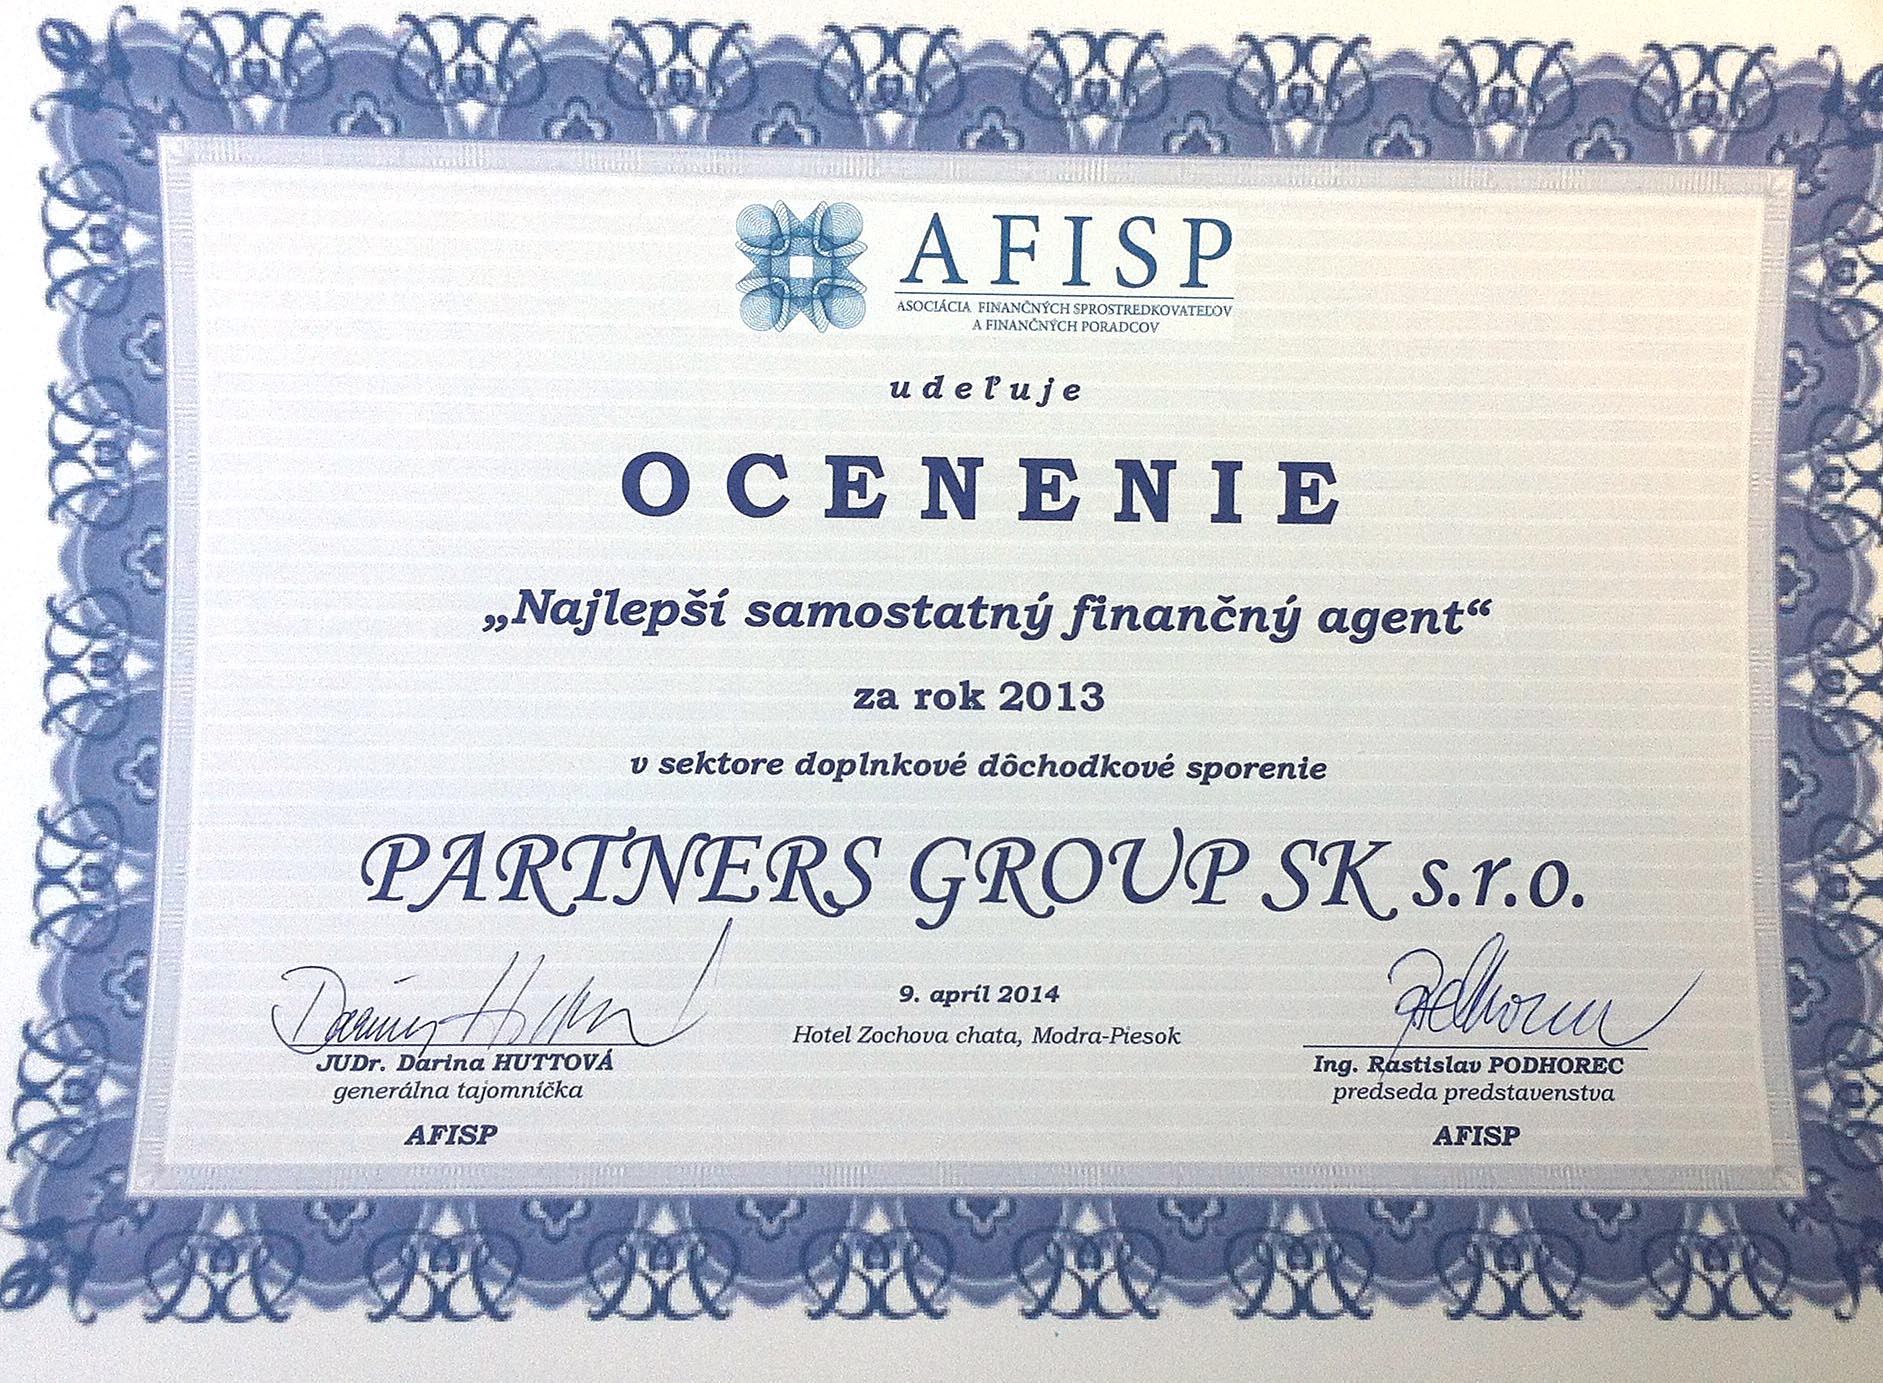 AFISP
ASOCIÁCIA FINANČNÝCH SPROSTREDKOVATEĽOV
A FINANČNÝCH PORADCOV
udeľuje
OCENENIE
„Najlepší samostatný finančný agent“
za rok 2013
v sektore doplnkové dôchodkové sporenie
PARTNERS GROUP SK s.r.o.
9. apríl 2014
Hotel Zochova chata, Modra-Piesok
JUDr. Darina HUTTOVÁ
generálna tajomníčka
AFISP
Ing. Rastislav PODHOREC
predseda predstavenstva
AFISP